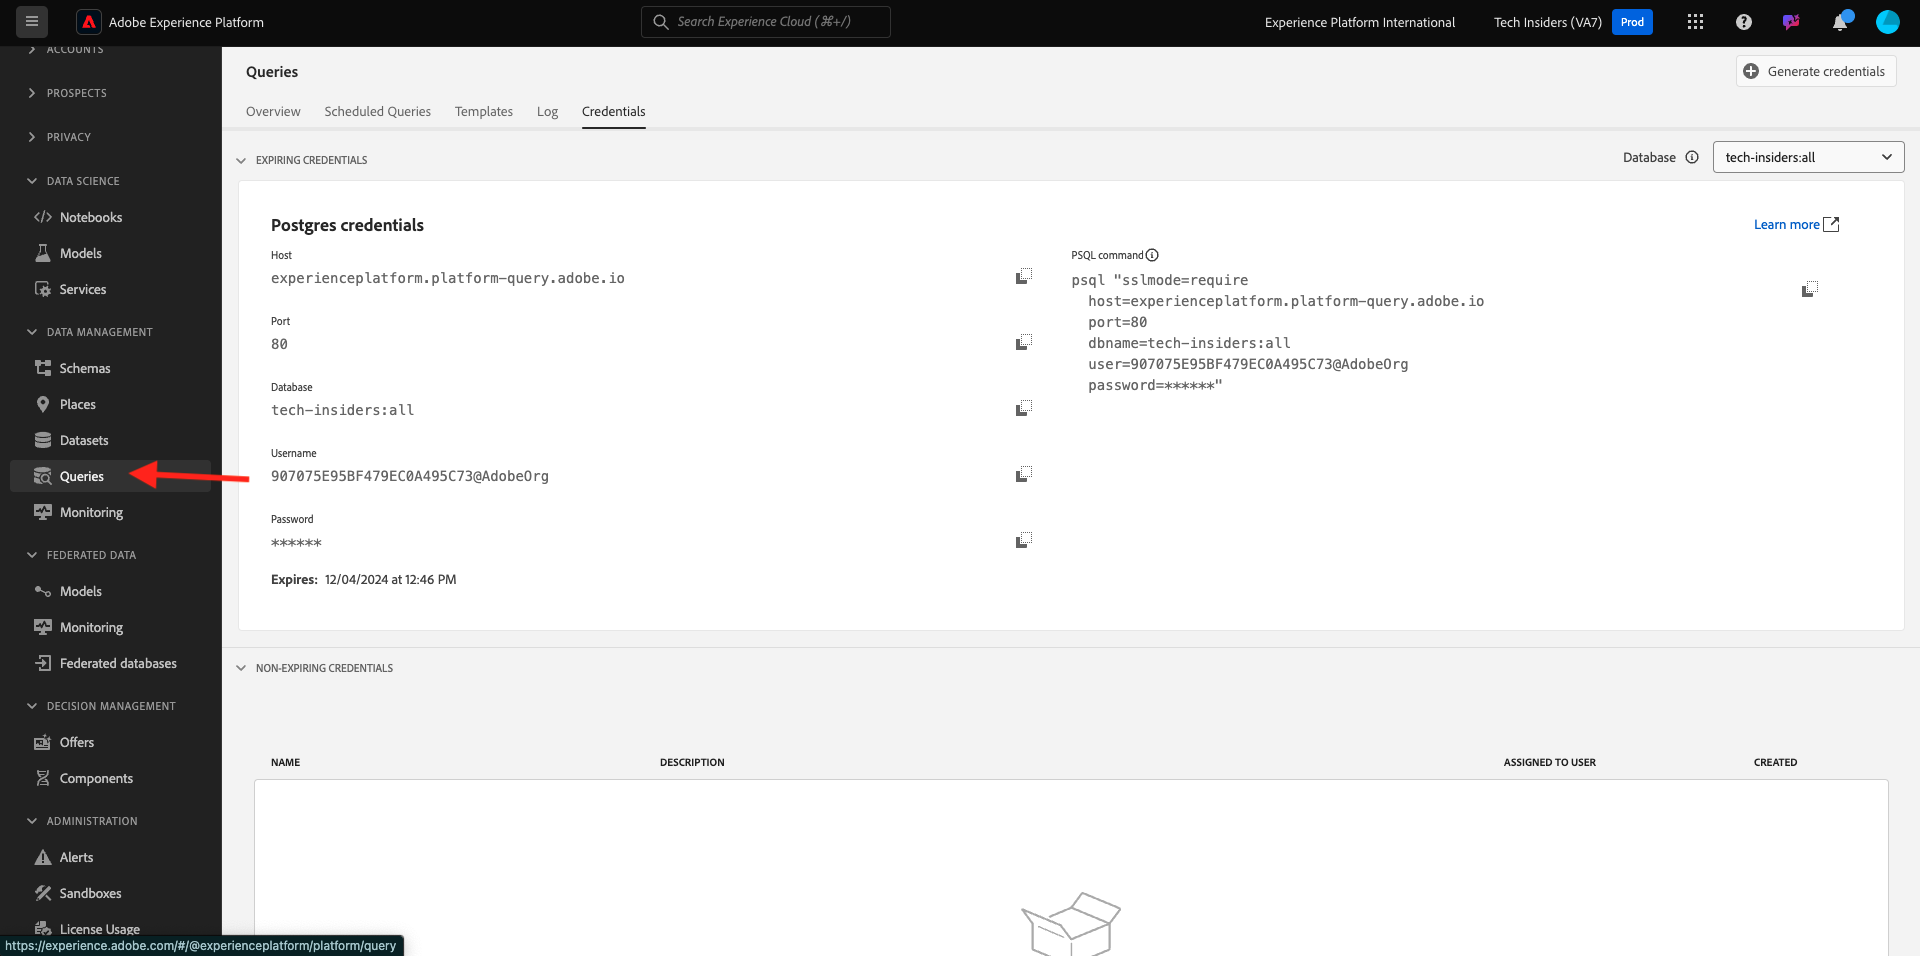 Adobe Experience Platform
Search Experience Cloud (⌘+/)
Experience Platform International
Tech Insiders (VA7)
Prod
ACCOUNTS
PROSPECTS
PRIVACY
DATA SCIENCE
Notebooks
Models
Services
DATA MANAGEMENT
Schemas
Places
Datasets
Queries
Monitoring
FEDERATED DATA
Models
Monitoring
Federated databases
DECISION MANAGEMENT
Offers
Components
ADMINISTRATION
Alerts
Sandboxes
License Usage
https://experience.adobe.com/#/@experienceplatform/platform/query
Queries
Generate credentials
Overview
Scheduled Queries
Templates
Log
Credentials
EXPIRING CREDENTIALS
Database
tech-insiders:all
Postgres credentials
Learn more
Host
experienceplatform.platform-query.adobe.io
Port
80
Database
tech-insiders:all
Username
907075E95BF479EC0A495C73@AdobeOrg
Password
******
Expires: 12/04/2024 at 12:46 PM
PSQL command
psql "sslmode=require
host=experienceplatform.platform-query.adobe.io
port=80
dbname=tech-insiders:all
user=907075E95BF479EC0A495C73@AdobeOrg
password=******"
NON-EXPIRING CREDENTIALS
NAME
DESCRIPTION
ASSIGNED TO USER
CREATED